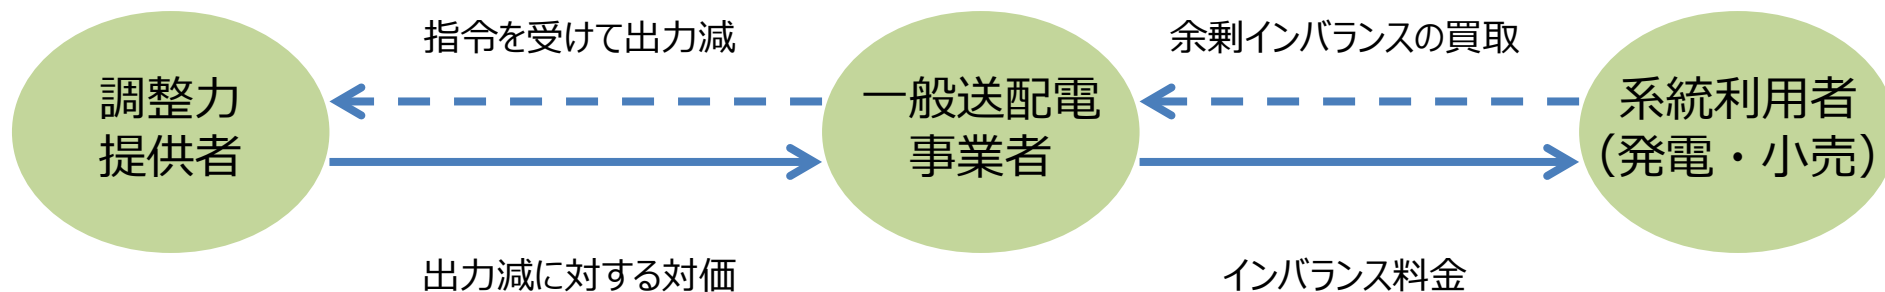 指令を受けて出力減
余剰インバランスの買取
調整力
提供者
一般送配電
事業者
系統利用者
（発電・小売）
出力減に対する対価
インバランス料金